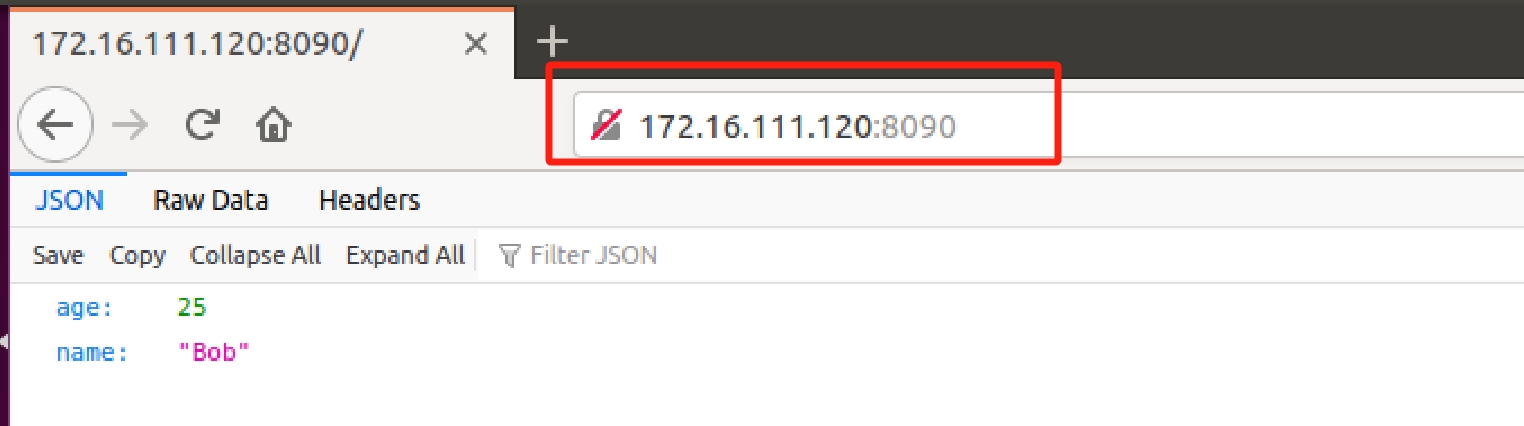 172.16.111.120:8090/
172.16.111.120:8090
JSON Raw Data Headers
Save Copy Collapse All Expand All Filter JSON
age: 25
name: "Bob"